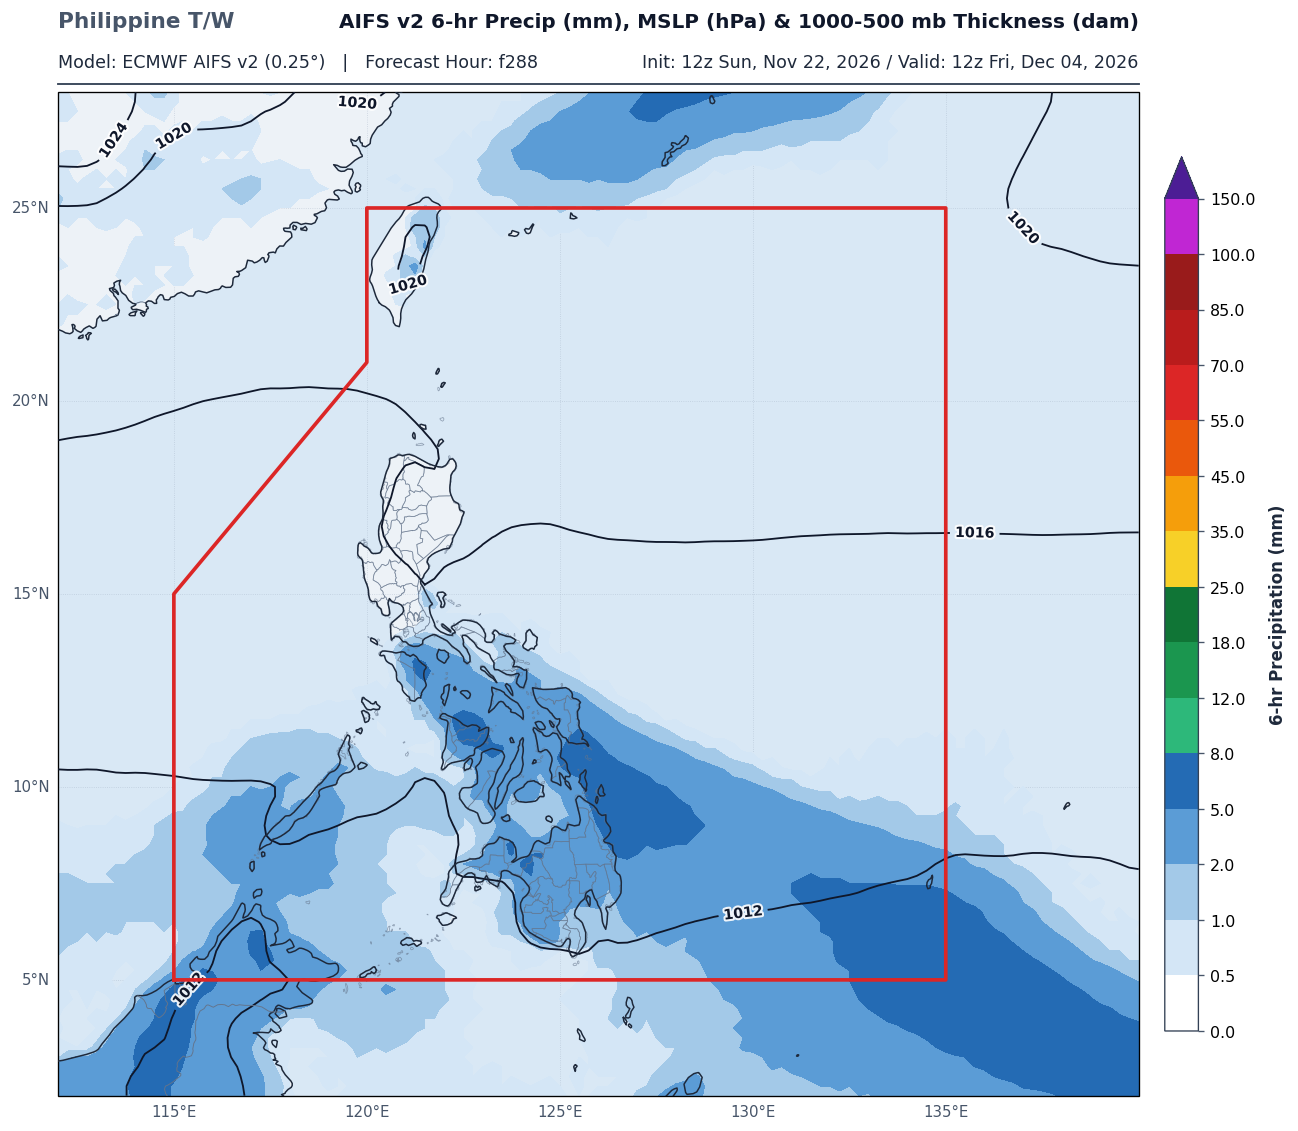 Philippine T/W
AIFS v2 6-hr Precip (mm), MSLP (hPa) & 1000-500 mb Thickness (dam)
Model: ECMWF AIFS v2 (0.25°) | Forecast Hour: f288
Init: 12z Sun, Nov 22, 2026 / Valid: 12z Fri, Dec 04, 2026
1020
1024
1020
1020
1020
1016
1012
1012
25°N
20°N
15°N
10°N
5°N
115°E
120°E
125°E
130°E
135°E
150.0
100.0
85.0
70.0
55.0
45.0
35.0
25.0
18.0
12.0
8.0
5.0
2.0
1.0
0.5
0.0
6-hr Precipitation (mm)